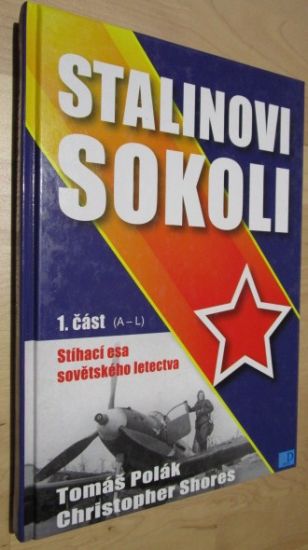 STALINOVI
SOKOLI
1. část (A – L)
Stíhací esa
sovětského letectva
Tomáš Polák
Christopher Shores